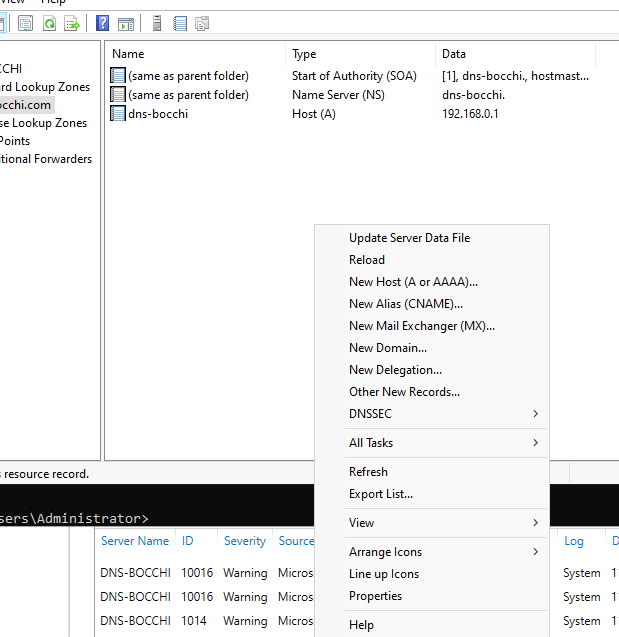 View Help
CCHI
rd Lookup Zones
occhi.com
se Lookup Zones
Points
itional Forwarders
Name Type Data
(same as parent folder) Start of Authority (SOA) [1], dns-bocchi., hostmast...
(same as parent folder) Name Server (NS) dns-bocchi.
dns-bocchi Host (A) 192.168.0.1
Update Server Data File
Reload
New Host (A or AAAA)...
New Alias (CNAME)...
New Mail Exchanger (MX)...
New Domain...
New Delegation...
Other New Records...
DNSSEC
All Tasks
Refresh
Export List...
View
Arrange Icons
Line up Icons
Properties
Help
resource record.
sers\Administrator>
Server Name ID Severity Source Log D
DNS-BOCCHI 10016 Warning Micros System 1
DNS-BOCCHI 10016 Warning Micros System 1
DNS-BOCCHI 1014 Warning Micros System 1